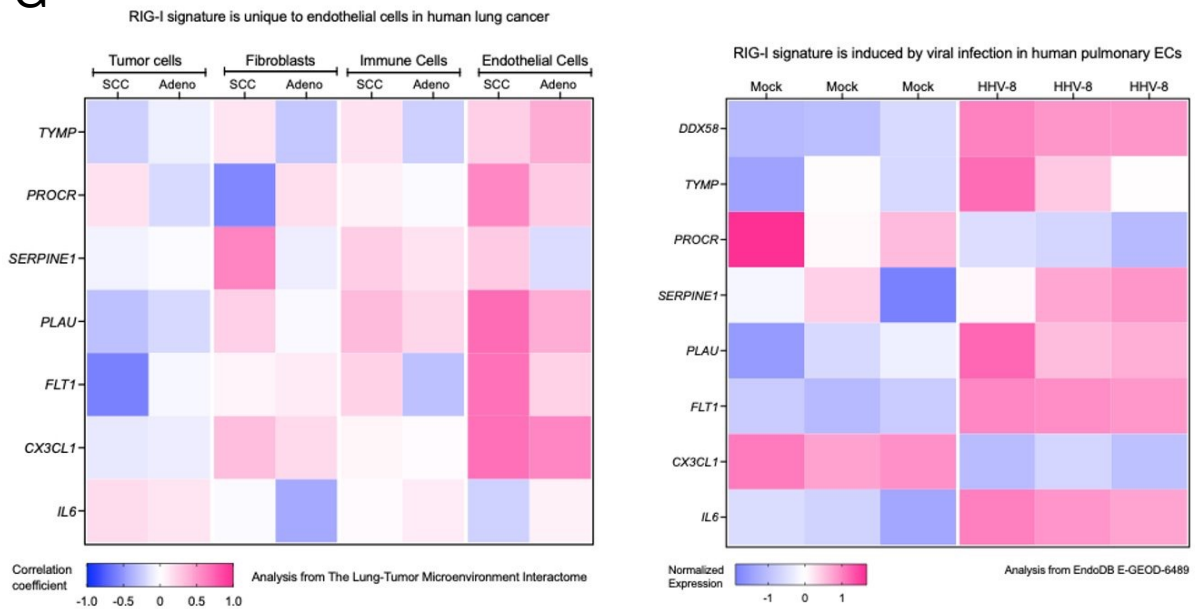 RIG-I signature is unique to endothelial cells in human lung cancer
Tumor cells Fibroblasts Immune Cells Endothelial Cells
SCC Adeno SCC Adeno SCC Adeno SCC Adeno
TYMP
PROCR
SERPINE1
PLAU
FLT1
CX3CL1
IL6
Correlation
coefficient
-1.0 -0.5 0 0.5 1.0
Analysis from The Lung-Tumor Microenvironment Interactome
RIG-I signature is induced by viral infection in human pulmonary ECs
Mock Mock Mock HHV-8 HHV-8 HHV-8
DDX58
TYMP
PROCR
SERPINE1
PLAU
FLT1
CX3CL1
IL6
Normalized
Expression
-1 0 1
Analysis from EndoDB E-GEOD-6489